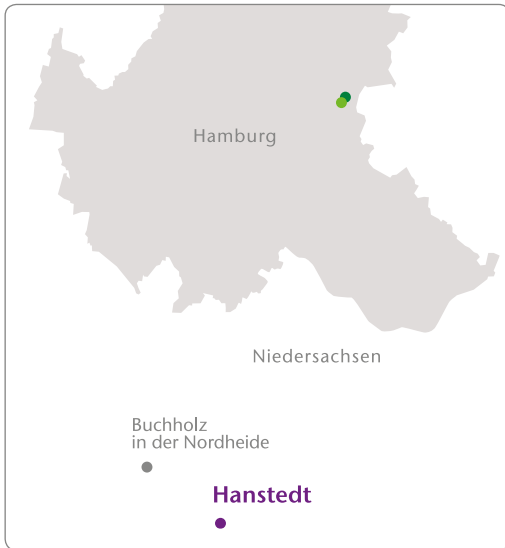 Hamburg
Niedersachsen
Buchholz
in der Nordheide
Hanstedt